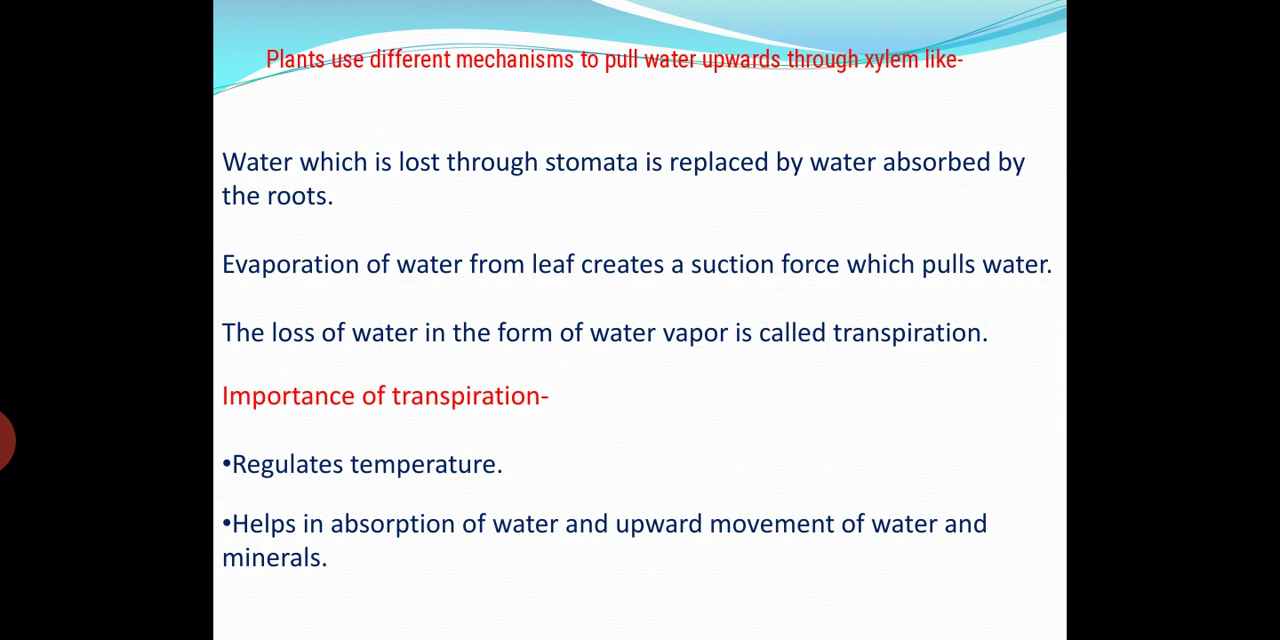 Plants use different mechanisms to pull water upwards through xylem like-
Water which is lost through stomata is replaced by water absorbed by
the roots.
Evaporation of water from leaf creates a suction force which pulls water.
The loss of water in the form of water vapor is called transpiration.
Importance of transpiration-
•Regulates temperature.
•Helps in absorption of water and upward movement of water and
minerals.